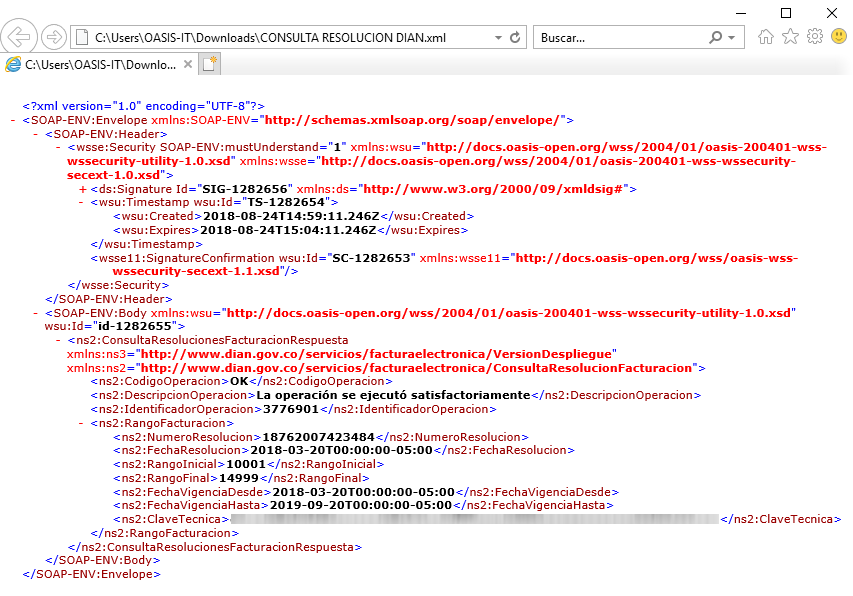 C:\Users\OASIS-IT\Downloads\CONSULTA RESOLUCION DIAN.xml
Buscar...
C:\Users\OASIS-IT\Downlo...
<?xml version="1.0" encoding="UTF-8"?>
- <SOAP-ENV:Envelope xmlns:SOAP-ENV="http://schemas.xmlsoap.org/soap/envelope/">
- <SOAP-ENV:Header>
- <wsse:Security SOAP-ENV:mustUnderstand="1" xmlns:wsu="http://docs.oasis-open.org/wss/2004/01/oasis-200401-wss-
wssecurity-utility-1.0.xsd" xmlns:wsse="http://docs.oasis-open.org/wss/2004/01/oasis-200401-wss-wssecurity-
secext-1.0.xsd">
+ <ds:Signature Id="SIG-1282656" xmlns:ds="http://www.w3.org/2000/09/xmldsig#">
- <wsu:Timestamp wsu:Id="TS-1282654">
<wsu:Created>2018-08-24T14:59:11.246Z</wsu:Created>
<wsu:Expires>2018-08-24T15:04:11.246Z</wsu:Expires>
</wsu:Timestamp>
<wsse11:SignatureConfirmation wsu:Id="SC-1282653" xmlns:wsse11="http://docs.oasis-open.org/wss/oasis-wss-
wssecurity-secext-1.1.xsd"/>
</wsse:Security>
</SOAP-ENV:Header>
- <SOAP-ENV:Body xmlns:wsu="http://docs.oasis-open.org/wss/2004/01/oasis-200401-wss-wssecurity-utility-1.0.xsd"
wsu:Id="id-1282655">
- <ns2:ConsultaResolucionesFacturacionRespuesta
xmlns:ns3="http://www.dian.gov.co/servicios/facturaelectronica/VersionDespliegue"
xmlns:ns2="http://www.dian.gov.co/servicios/facturaelectronica/ConsultaResolucionFacturacion">
<ns2:CodigoOperacion>OK</ns2:CodigoOperacion>
<ns2:DescripcionOperacion>La operación se ejecutó satisfactoriamente</ns2:DescripcionOperacion>
<ns2:IdentificadorOperacion>3776901</ns2:IdentificadorOperacion>
- <ns2:RangoFacturacion>
<ns2:NumeroResolucion>18762007423484</ns2:NumeroResolucion>
<ns2:FechaResolucion>2018-03-20T00:00:00-05:00</ns2:FechaResolucion>
<ns2:RangoInicial>10001</ns2:RangoInicial>
<ns2:RangoFinal>14999</ns2:RangoFinal>
<ns2:FechaVigenciaDesde>2018-03-20T00:00:00-05:00</ns2:FechaVigenciaDesde>
<ns2:FechaVigenciaHasta>2019-09-20T00:00:00-05:00</ns2:FechaVigenciaHasta>
<ns2:ClaveTecnica></ns2:ClaveTecnica>
</ns2:RangoFacturacion>
</ns2:ConsultaResolucionesFacturacionRespuesta>
</SOAP-ENV:Body>
</SOAP-ENV:Envelope>